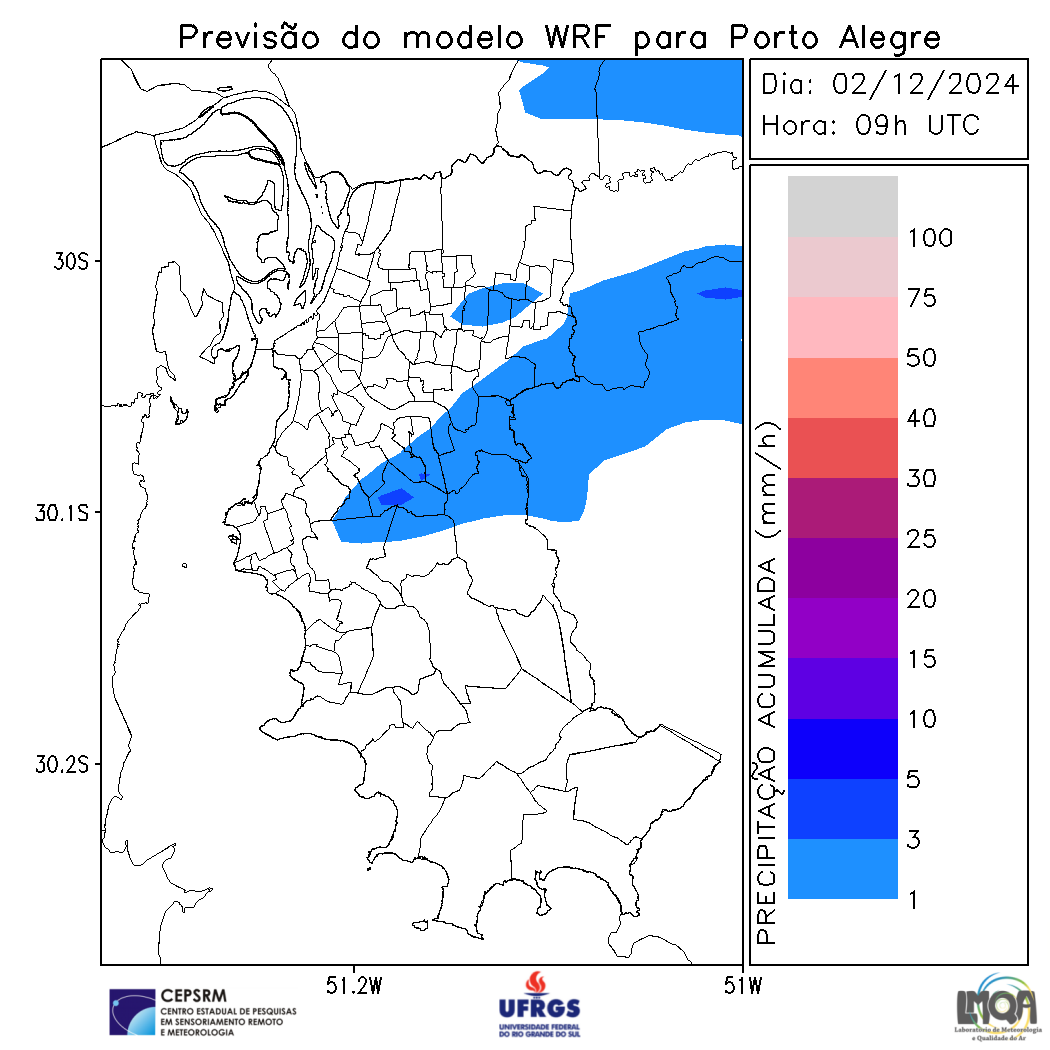 Previsão do modelo WRF para Porto Alegre
Dia: 02/12/2024
Hora: 09h UTC
30S
30.1S
30.2S
51.2W
51W
PRECIPITAÇÃO ACUMULADA (mm/h)
100
75
50
40
30
25
20
15
10
5
3
1
CEPSRM
CENTRO ESTADUAL DE PESQUISAS
EM SENSORIAMENTO REMOTO
E METEOROLOGIA
UFRGS
UNIVERSIDADE FEDERAL
DO RIO GRANDE DO SUL
LMQA
Laboratório de Meteorologia
e Qualidade do Ar